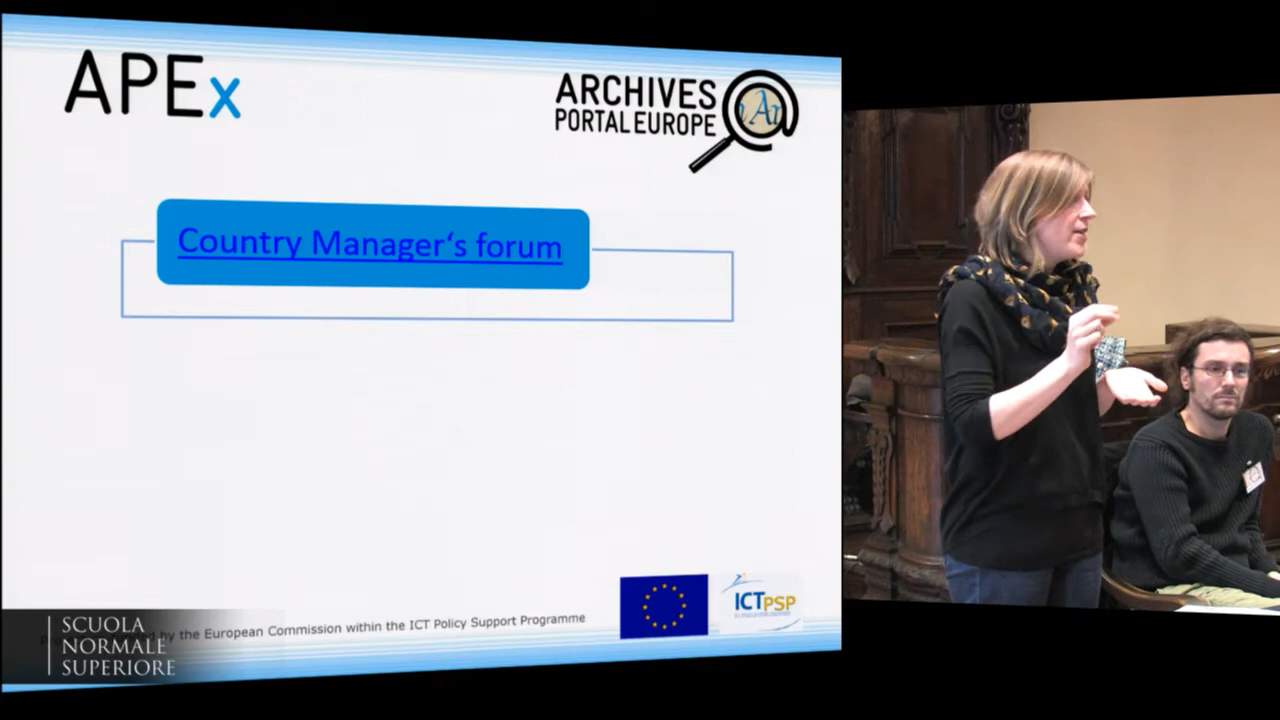 APEx
ARCHIVES
PORTAL EUROPE
Country Manager‘s forum
by the European Commission within the ICT Policy Support Programme
ICT PSP
SCUOLA
NORMALE
SUPERIORE